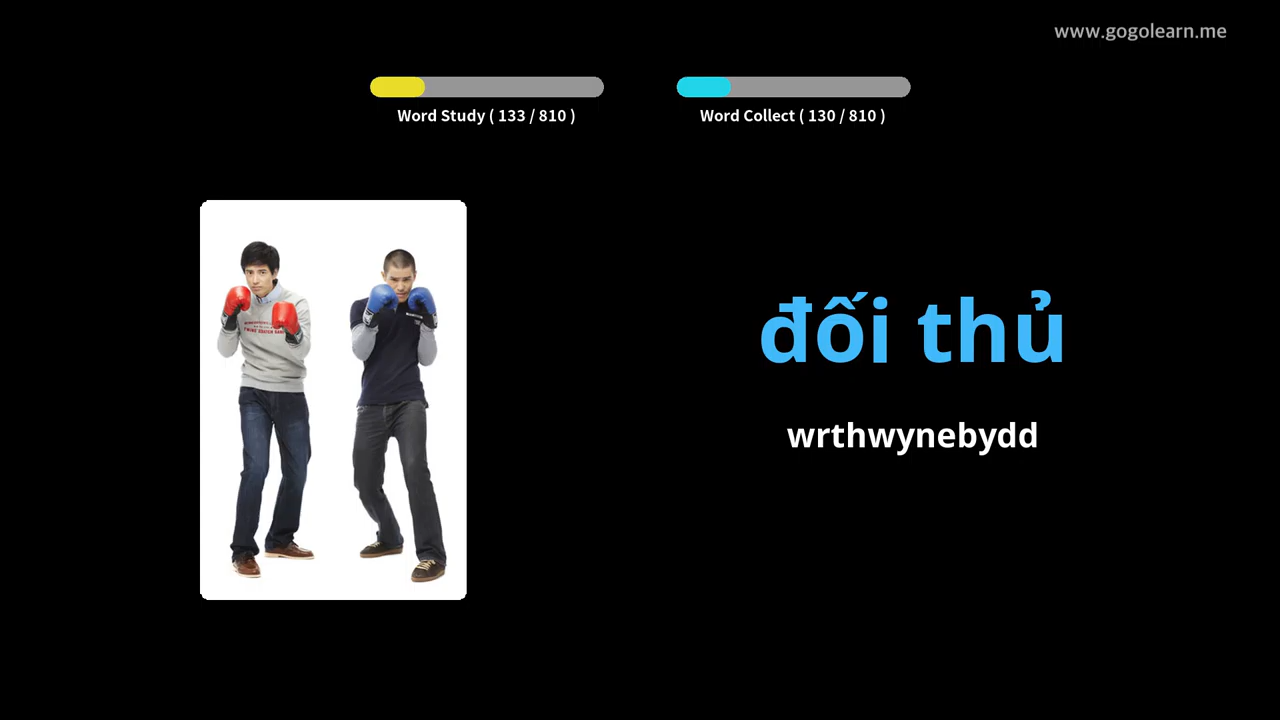 www.gogolearn.me
Word Study ( 133 / 810 )
Word Collect ( 130 / 810 )
đối thủ
wrthwynebydd